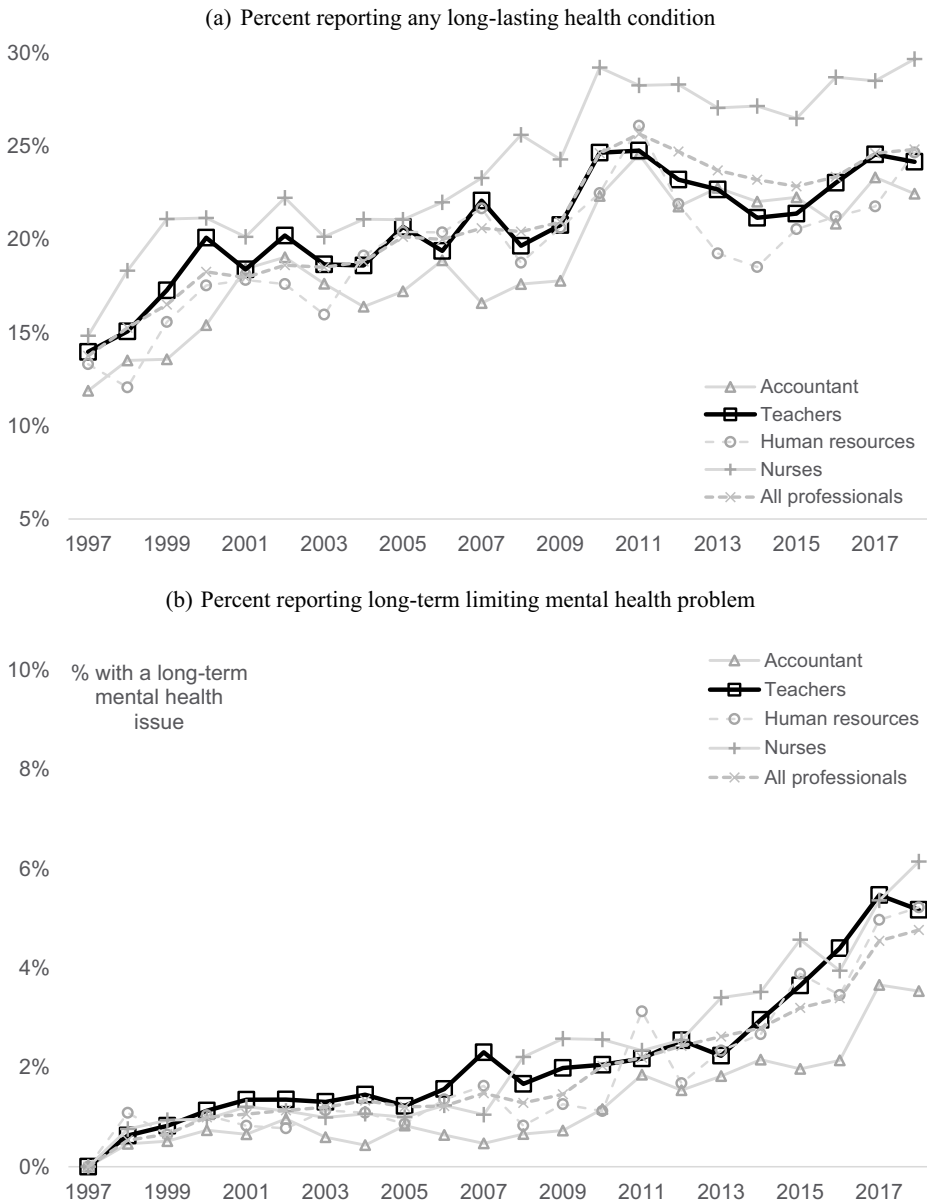 (a) Percent reporting any long-lasting health condition
30%
25%
20%
15%
10%
5%
Accountant
Teachers
Human resources
Nurses
All professionals
1997 1999 2001 2003 2005 2007 2009 2011 2013 2015 2017
(b) Percent reporting long-term limiting mental health problem
10%
8%
6%
4%
2%
0%
% with a long-term
mental health
issue
Accountant
Teachers
Human resources
Nurses
All professionals
1997 1999 2001 2003 2005 2007 2009 2011 2013 2015 2017